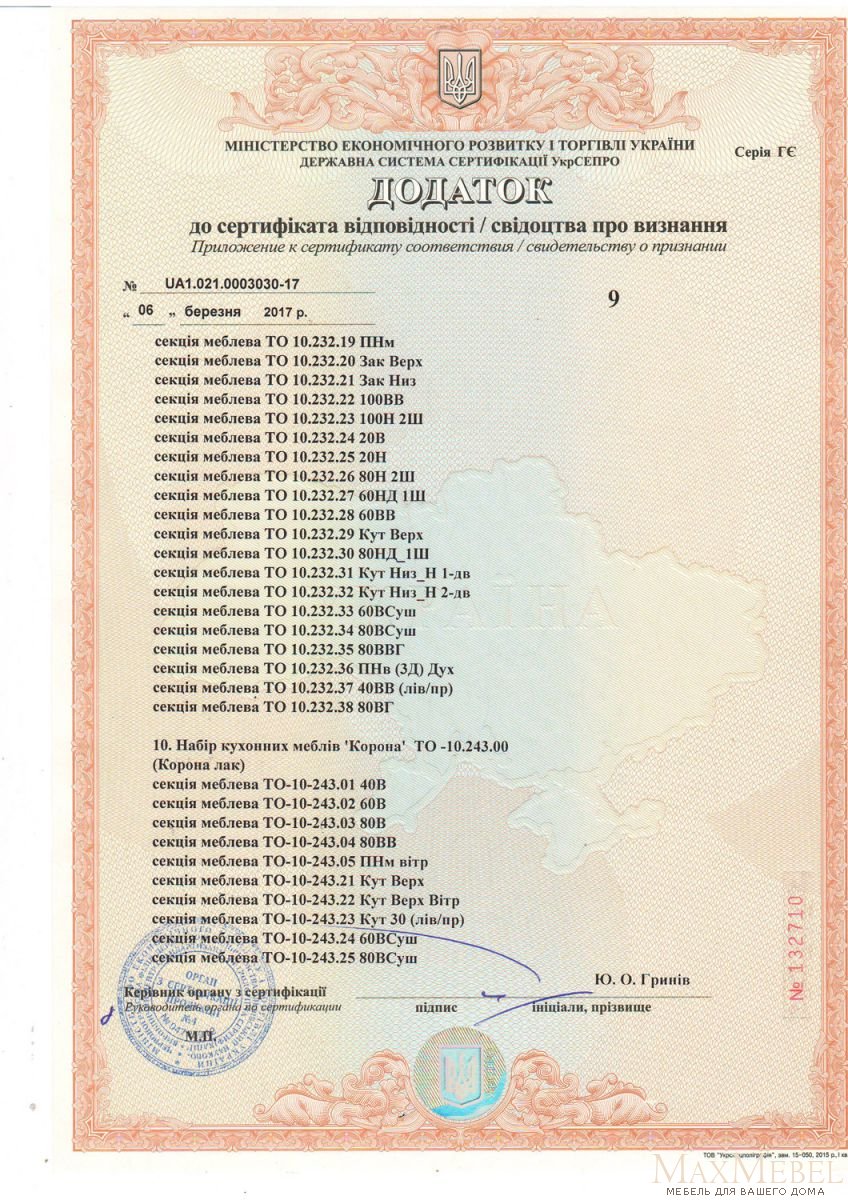 МІНІСТЕРСТВО ЕКОНОМІЧНОГО РОЗВИТКУ І ТОРГІВЛІ УКРАЇНИ
ДЕРЖАВНА СИСТЕМА СЕРТИФІКАЦІЇ УкрСЕПРО
Серія ГЄ
ДОДАТОК
до сертифіката відповідності / свідоцтва про визнання
Приложение к сертификату соответствия / свидетельству о признании
№ UA1.021.0003030-17
9
„ 06 „ березня 2017 р.
секція меблева ТО 10.232.19 ПНм
секція меблева ТО 10.232.20 Зак Верх
секція меблева ТО 10.232.21 Зак Низ
секція меблева ТО 10.232.22 100ВВ
секція меблева ТО 10.232.23 100Н 2Ш
секція меблева ТО 10.232.24 20В
секція меблева ТО 10.232.25 20Н
секція меблева ТО 10.232.26 80Н 2Ш
секція меблева ТО 10.232.27 60НД 1Ш
секція меблева ТО 10.232.28 60ВВ
секція меблева ТО 10.232.29 Кут Верх
секція меблева ТО 10.232.30 80НД_1Ш
секція меблева ТО 10.232.31 Кут Низ_Н 1-дв
секція меблева ТО 10.232.32 Кут Низ_Н 2-дв
секція меблева ТО 10.232.33 60ВСуш
секція меблева ТО 10.232.34 80ВСуш
секція меблева ТО 10.232.35 80ВВГ
секція меблева ТО 10.232.36 ПНв (3Д) Дух
секція меблева ТО 10.232.37 40ВВ (лів/пр)
секція меблева ТО 10.232.38 80ВГ
10. Набір кухонних меблів 'Корона' ТО -10.243.00
(Корона лак)
секція меблева ТО-10-243.01 40В
секція меблева ТО-10-243.02 60В
секція меблева ТО-10-243.03 80В
секція меблева ТО-10-243.04 80ВВ
секція меблева ТО-10-243.05 ПНм вітр
секція меблева ТО-10-243.21 Кут Верх
секція меблева ТО-10-243.22 Кут Верх Вітр
секція меблева ТО-10-243.23 Кут 30 (лів/пр)
секція меблева ТО-10-243.24 60ВСуш
секція меблева ТО-10-243.25 80ВСуш
№ 132710
Ю. О. Гринів
Керівник органу з сертифікації
Руководитель органа по сертификации
підпис
ініціали, прізвище
ОРГАН
З СЕРТИФІКАЦІЇ
ПРОДУКЦІЇ
№4
М.П.
зам. 15-050, 2015 р., І кв
MAXMEBEL
МЕБЕЛЬ ДЛЯ ВАШЕГО ДОМА